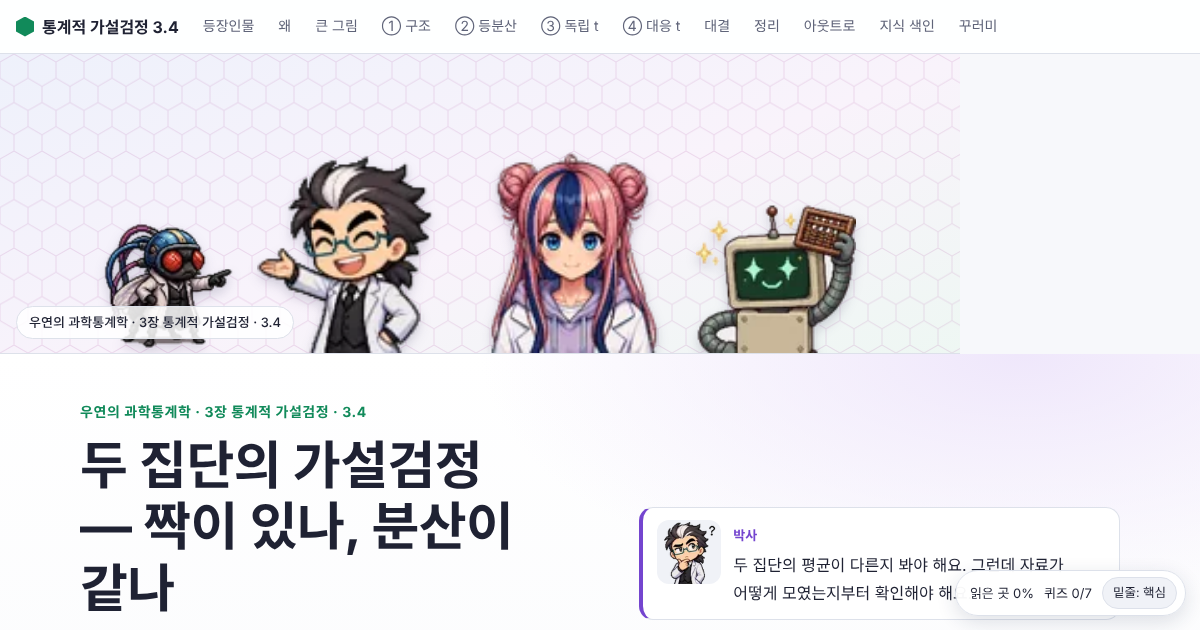 통계적 가설검정 3.4 등장인물 왜 큰 그림 ① 구조 ② 등분산 ③ 독립 t ④ 대응 t 대결 정리 아웃트로 지식 색인 꾸러미
우연의 과학통계학 · 3장 통계적 가설검정 · 3.4
우연의 과학통계학 · 3장 통계적 가설검정 · 3.4
두 집단의 가설검정
— 짝이 있나, 분산이
같나
?
박사
두 집단의 평균이 다른지 봐야 해요. 그런데 자료가
어떻게 모였는지부터 확인해야 해
읽은 곳 0% 퀴즈 0/7 밑줄: 핵심